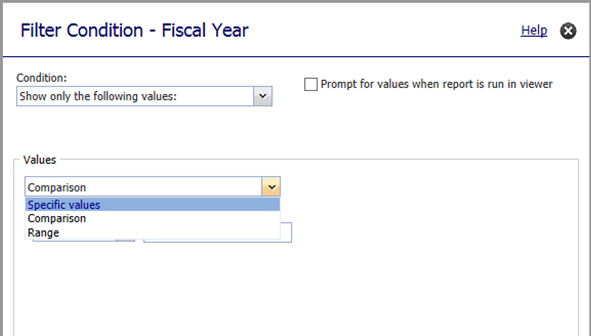 Filter Condition - Fiscal Year
Help
Condition:
Show only the following values:
Prompt for values when report is run in viewer
Values
Comparison
Specific values
Comparison
Range